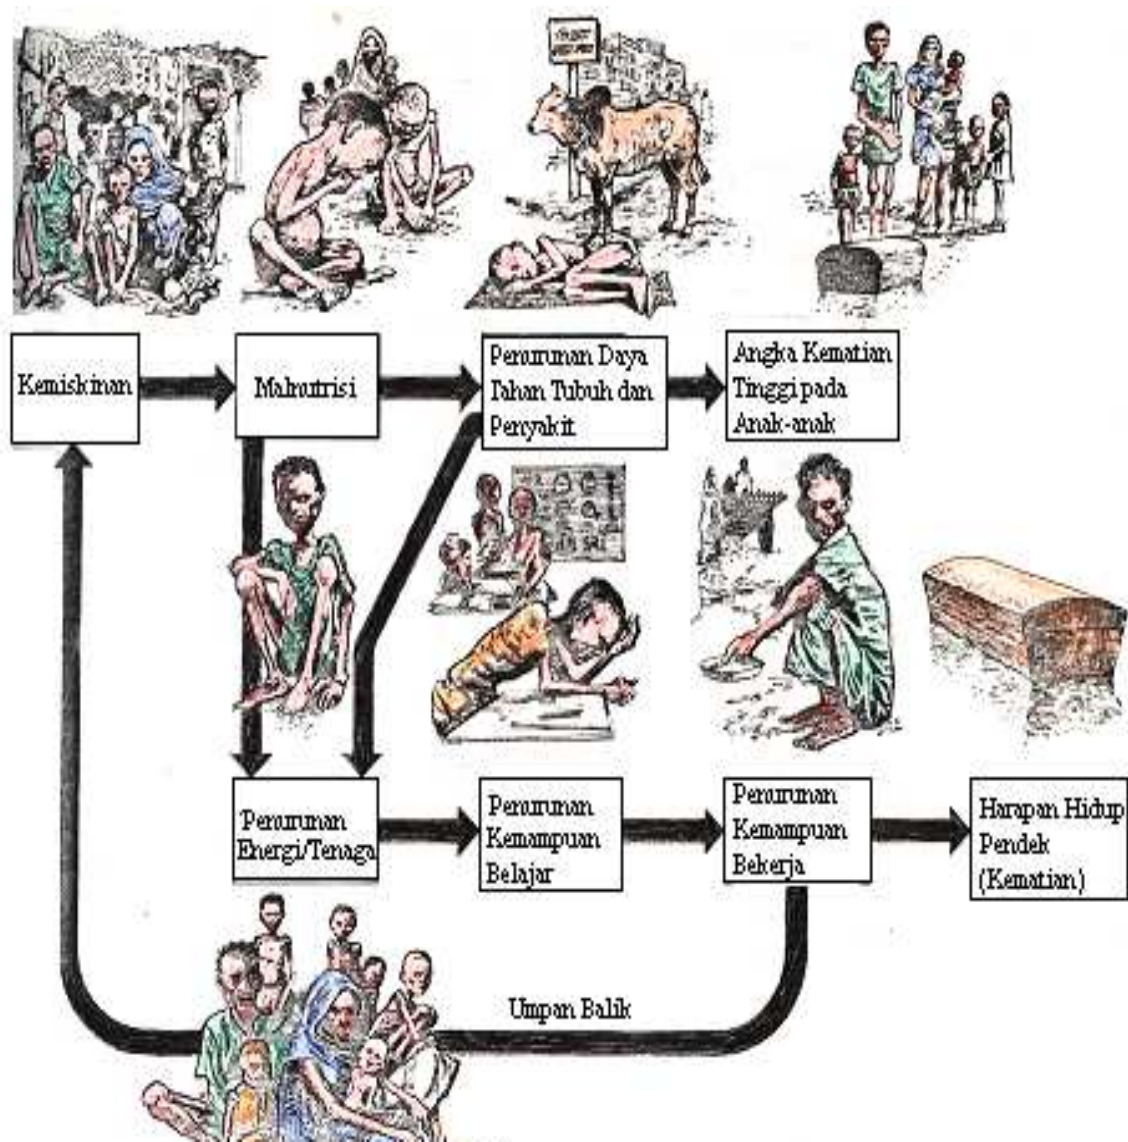 Kemiskinan
Malnutrisi
Penurunan Daya
Tahan Tubuh dan
Penyakit
Angka Kematian
Tinggi pada
Anak-anak
Penurunan
Energi/Tenaga
Penurunan
Kemampuan
Belajar
Penurunan
Kemampuan
Bekerja
Harapan Hidup
Pendek
(Kematian)
Umpan Balik